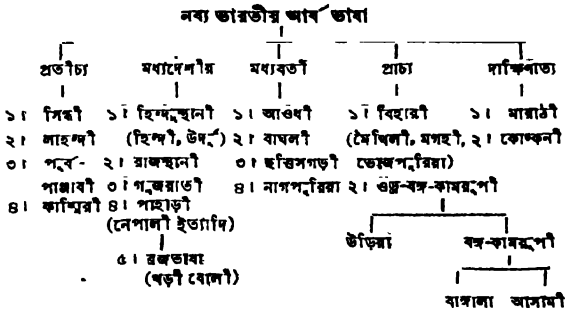 নব্য ভারতীয় আর্য ভাষা
প্রতীচ্য মধ্যদেশীয় মধ্যবর্তী প্রাচ্য দাক্ষিণাত্য
১। সিন্ধী ১। হিন্দুস্থানী ১। আওধী ১। বিহারী ১। মারাঠী
২। লাহন্দী (হিন্দী, উর্দু) ২। বাঘলী (মৈথিলী, মগহী, ২। কোঙ্কনী
৩। পূর্ব- ২। রাজস্থানী ৩। ছত্তিসগড়ী ভোজপুরিয়া)
পাঞ্জাবী ৩। গুজরাতী ৪। নাগপুরিয়া ২। ওড্র-বঙ্গ-কামরূপী
৪। কাশ্মিরী ৪। পাহাড়ী
(নেপালী ইত্যাদি) উড়িয়া বঙ্গ-কামরূপী
৫। ব্রজভাষা
(খড়ী বোলী) বাঙ্গালা আসামী